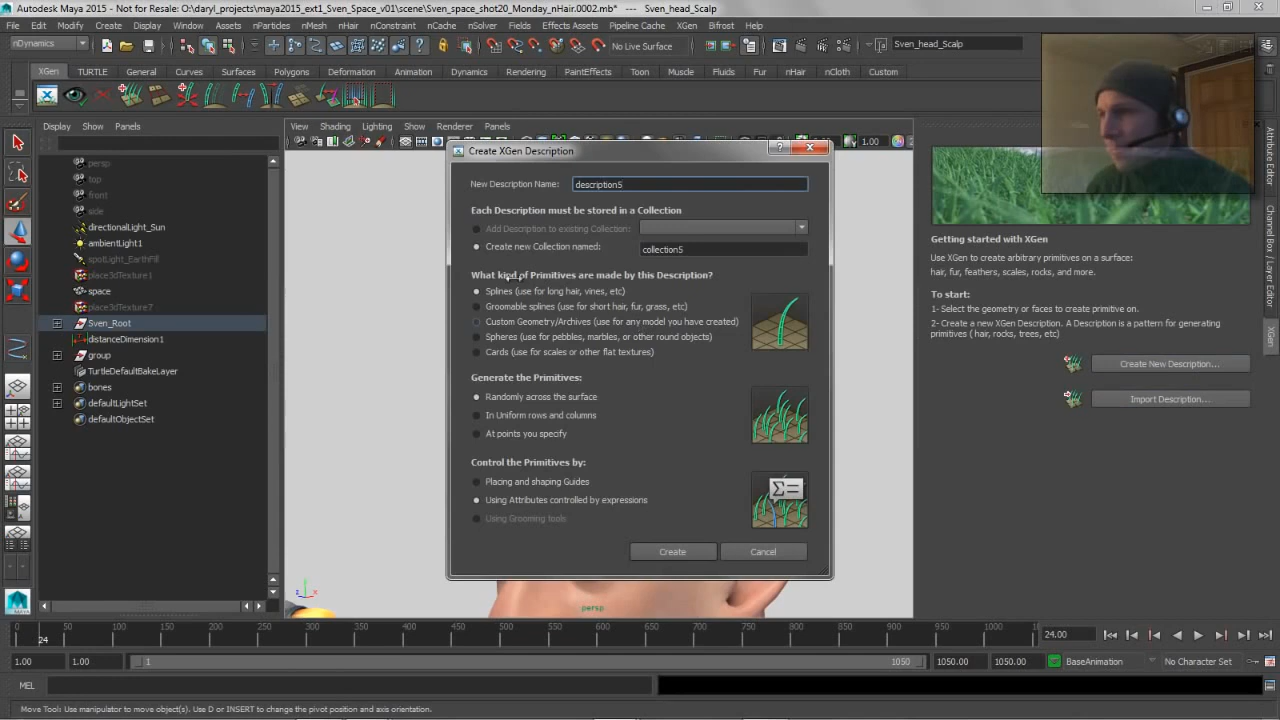 Autodesk Maya 2015 - Not for Resale: d:\daryl_projects\maya2015_ext1_Sven_Space_v01\scene\Sven_space_shot20_Monday_nHair.0002.mb* --- Sven_head_Scalp
File Edit Modify Create Display Window Assets nParticles nMesh nHair nConstraint nCache nSolver Fields Effects Assets Pipeline Cache XGen Bifrost Help
nDynamics
No Live Surface
Sven_head_Scalp
XGen TURTLE General Curves Surfaces Polygons Deformation Animation Dynamics Rendering PaintEffects Toon Muscle Fluids Fur nHair nCloth Custom
Display Show Panels
View Shading Lighting Show Renderer Panels
1.00
persp
top
front
side
directionalLight_Sun
ambientLight1
spotLight_EarthFill
place3dTexture1
space
place3dTexture7
Sven_Root
distanceDimension1
group
TurtleDefaultBakeLayer
bones
defaultLightSet
defaultObjectSet
Create XGen Description
New Description Name: description5
Each Description must be stored in a Collection
Add Description to existing Collection:
Create new Collection named: collection5
What kind of Primitives are made by this Description?
Splines (use for long hair, vines, etc)
Groomable splines (use for short hair, fur, grass, etc)
Custom Geometry/Archives (use for any model you have created)
Spheres (use for pebbles, marbles, or other round objects)
Cards (use for scales or other flat textures)
Generate the Primitives:
Randomly across the surface
In Uniform rows and columns
At points you specify
Control the Primitives by:
Placing and shaping Guides
Using Attributes controlled by expressions
Using Grooming tools
Σ=
Create Cancel
persp
Getting started with XGen
Use XGen to create arbitrary primitives on a surface:
hair, fur, feathers, scales, rocks, and more.
To start:
1- Select the geometry or faces to create on.
2- Create a new XGen Description. A Description is a pattern for generating
primitives ( hair, rocks, trees, etc)
Create New Description...
Import Description...
Attribute Editor
Channel Box / Layer Editor
XGen
MAYA
0 50 100 150 200 250 300 350 400 450 500 550 600 650 700 750 800 850 900 950
24
24.00
1.00 1.00 1 1050 1050.00 1050.00 BaseAnimation No Character Set
MEL
Move Tool: Use manipulator to move object(s). Use D or INSERT to change the pivot position and axis orientation.